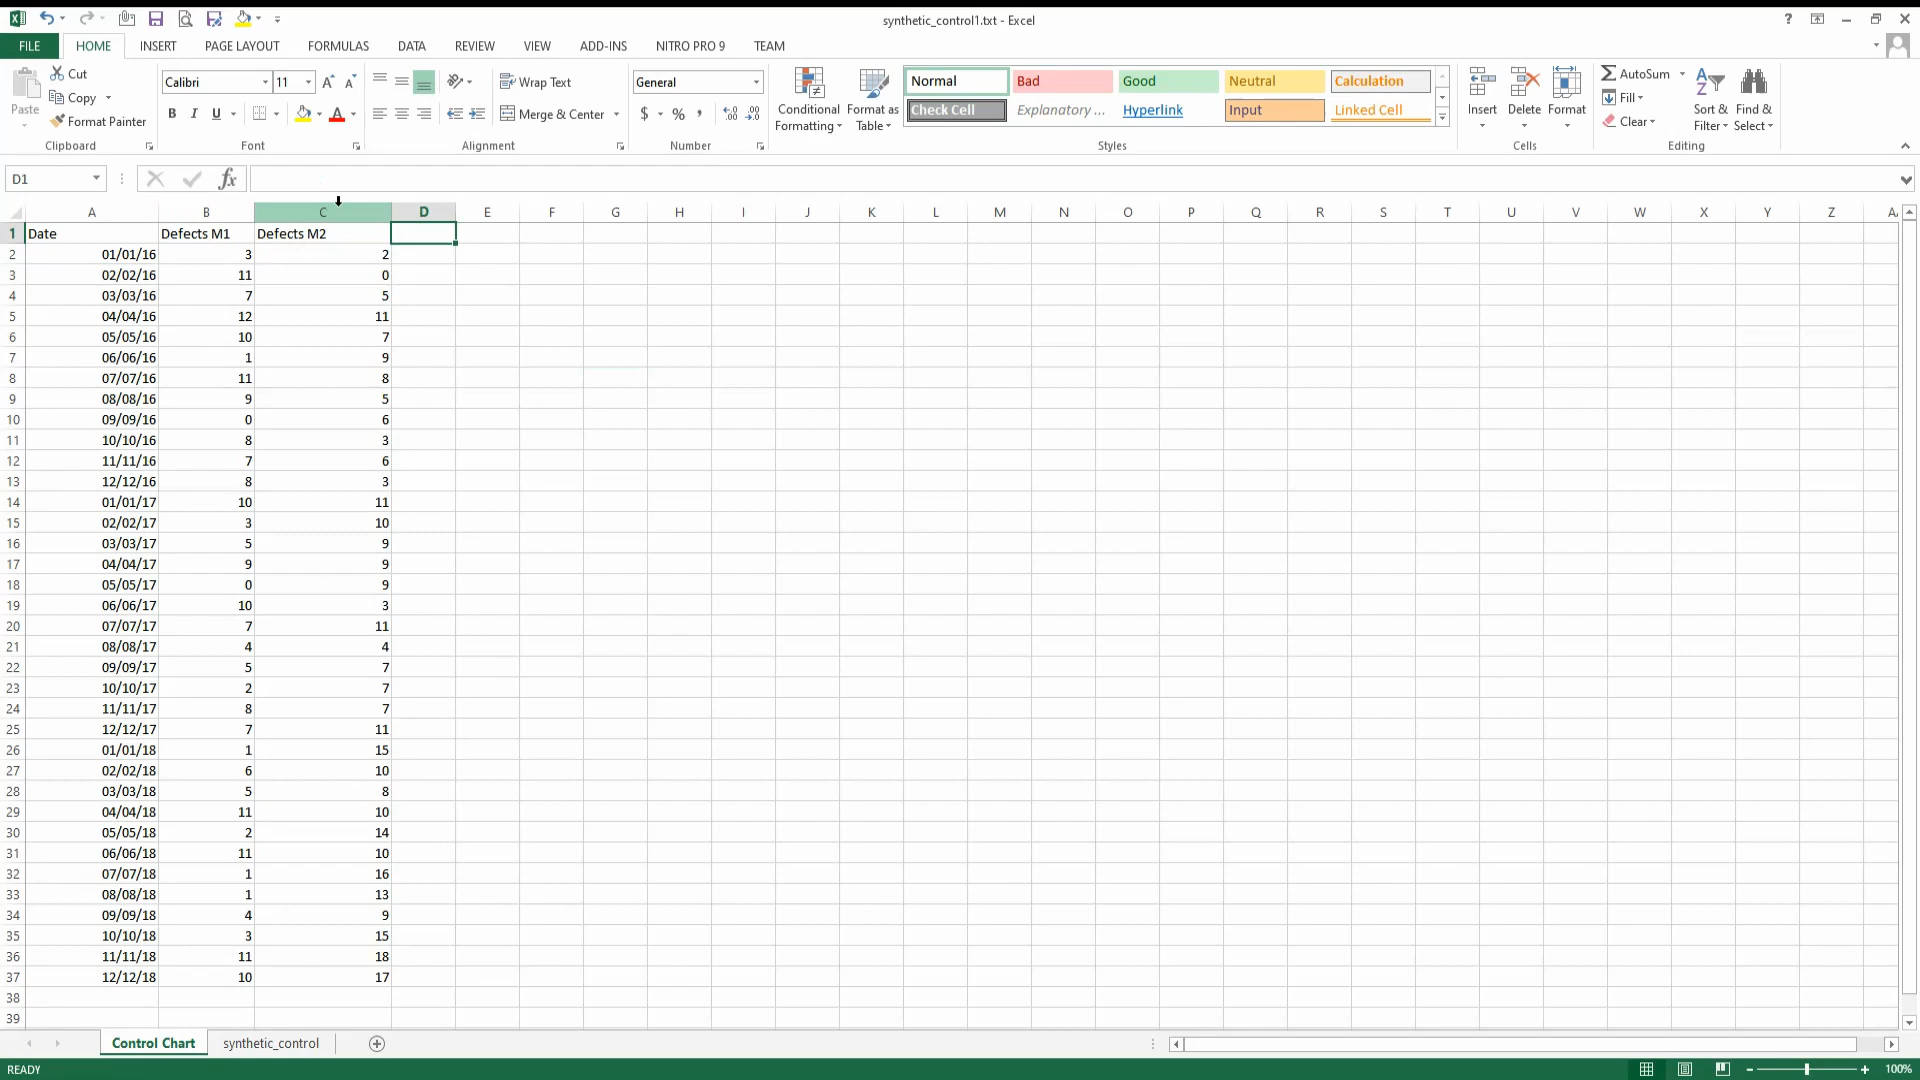 synthetic_control1.txt - Excel
FILE HOME INSERT PAGE LAYOUT FORMULAS DATA REVIEW VIEW ADD-INS NITRO PRO 9 TEAM
Paste Cut Copy Format Painter Clipboard
Calibri 11 B I U A Font
Wrap Text Merge & Center Alignment
General $ % , Number
Conditional Formatting Format as Table
Normal Bad Good Neutral Calculation
Check Cell Explanatory ... Hyperlink Input Linked Cell
Styles
Insert Delete Format Cells
AutoSum Fill Clear Sort & Filter Find & Select Editing
D1 fx
A B C D E F G H I J K L M N O P Q R S T U V W X Y Z
1 Date Defects M1 Defects M2
2 01/01/16 3 2
3 02/02/16 11 0
4 03/03/16 7 5
5 04/04/16 12 11
6 05/05/16 10 7
7 06/06/16 1 9
8 07/07/16 11 8
9 08/08/16 9 5
10 09/09/16 0 6
11 10/10/16 8 3
12 11/11/16 7 6
13 12/12/16 8 3
14 01/01/17 10 11
15 02/02/17 3 10
16 03/03/17 5 9
17 04/04/17 9 9
18 05/05/17 0 9
19 06/06/17 10 3
20 07/07/17 7 11
21 08/08/17 4 4
22 09/09/17 5 7
23 10/10/17 2 7
24 11/11/17 8 7
25 12/12/17 7 11
26 01/01/18 1 15
27 02/02/18 6 10
28 03/03/18 5 8
29 04/04/18 11 10
30 05/05/18 2 14
31 06/06/18 11 10
32 07/07/18 1 16
33 08/08/18 1 13
34 09/09/18 4 9
35 10/10/18 3 15
36 11/11/18 11 18
37 12/12/18 10 17
38
39
Control Chart synthetic_control
READY 100%